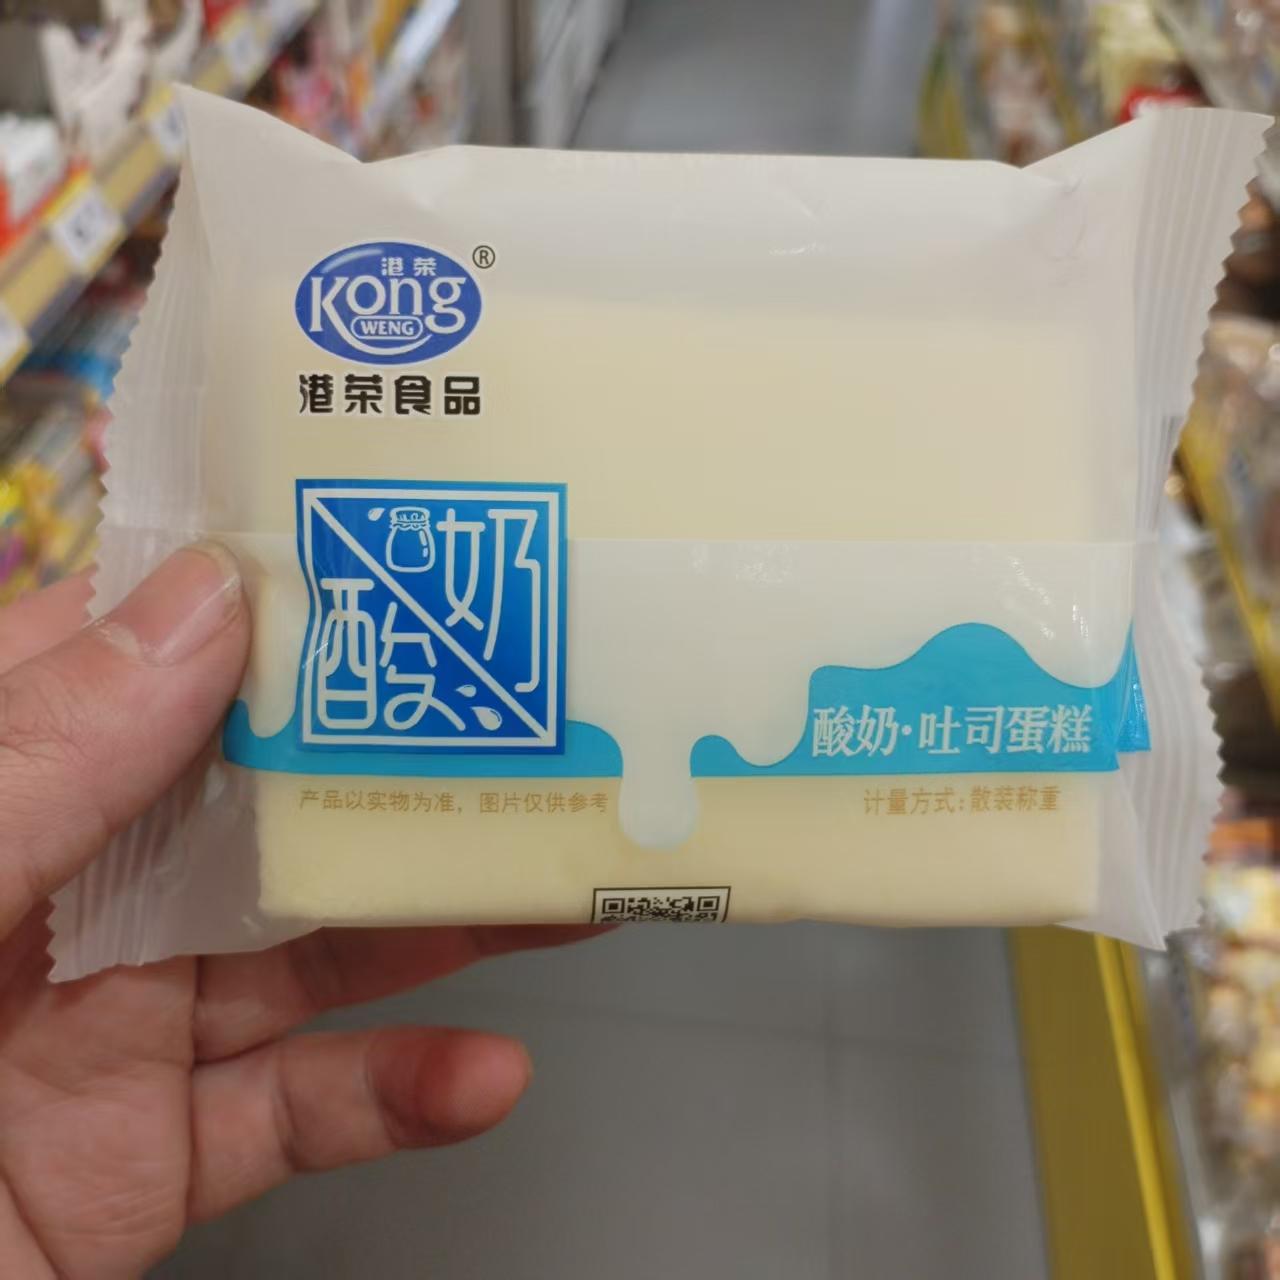 港荣
Kong
WENG
®
港荣食品
酸奶
酸奶·吐司蛋糕
产品以实物为准，图片仅供参考
计量方式：散装称重